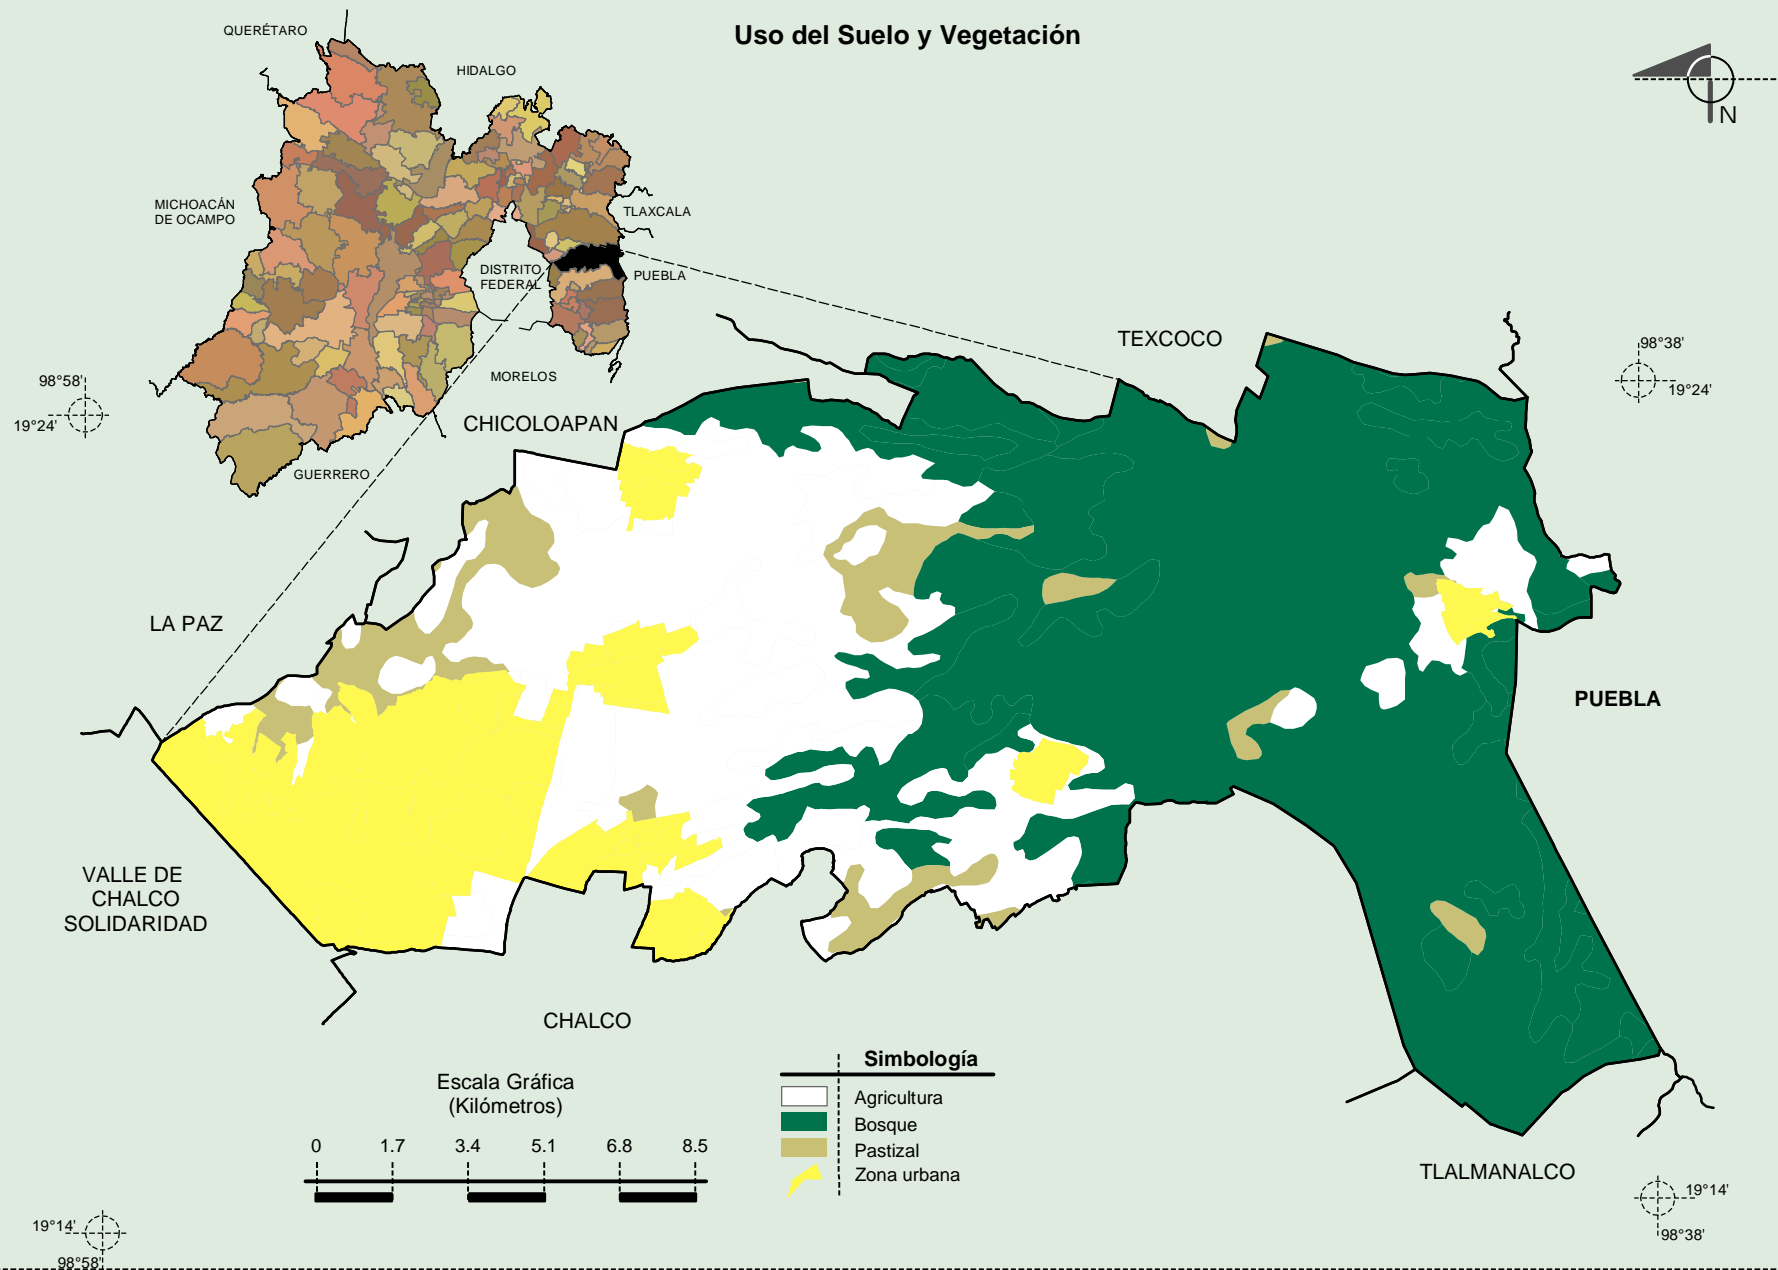 Uso del Suelo y Vegetación
QUERÉTARO
HIDALGO
N
MICHOACÁN
DE OCAMPO
TLAXCALA
DISTRITO
FEDERAL
PUEBLA
MORELOS
GUERRERO
98°58'
19°24'
98°38'
19°24'
TEXCOCO
CHICOLOAPAN
LA PAZ
PUEBLA
VALLE DE
CHALCO
SOLIDARIDAD
CHALCO
TLALMANALCO
Escala Gráfica
(Kilómetros)
0 1.7 3.4 5.1 6.8 8.5
Simbología
Agricultura
Bosque
Pastizal
Zona urbana
19°14'
98°58'
19°14'
98°38'